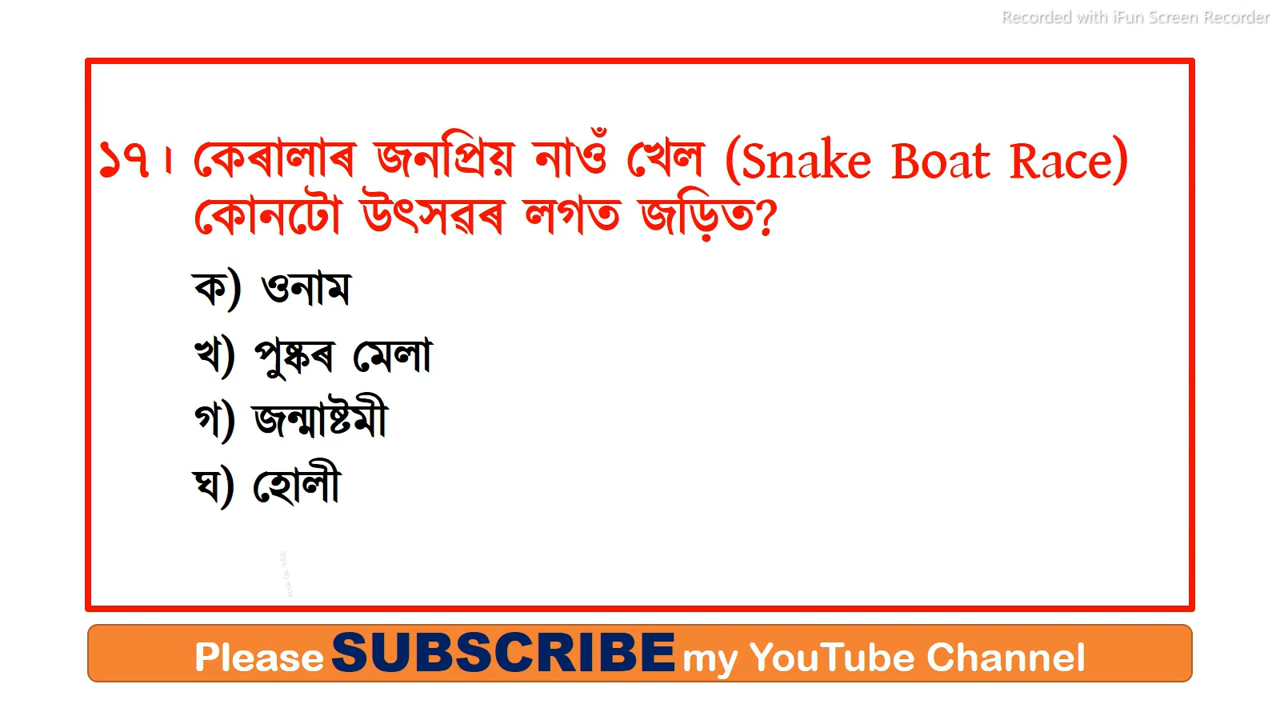 Recorded with iFun Screen Recorder
১৭। কেৰালাৰ জনপ্ৰিয় নাওঁ খেল (Snake Boat Race)
কোনটো উৎসৱৰ লগত জড়িত?
ক) ওনাম
খ) পুষ্কৰ মেলা
গ) জন্মাষ্টমী
ঘ) হোলী
Please SUBSCRIBE my YouTube Channel